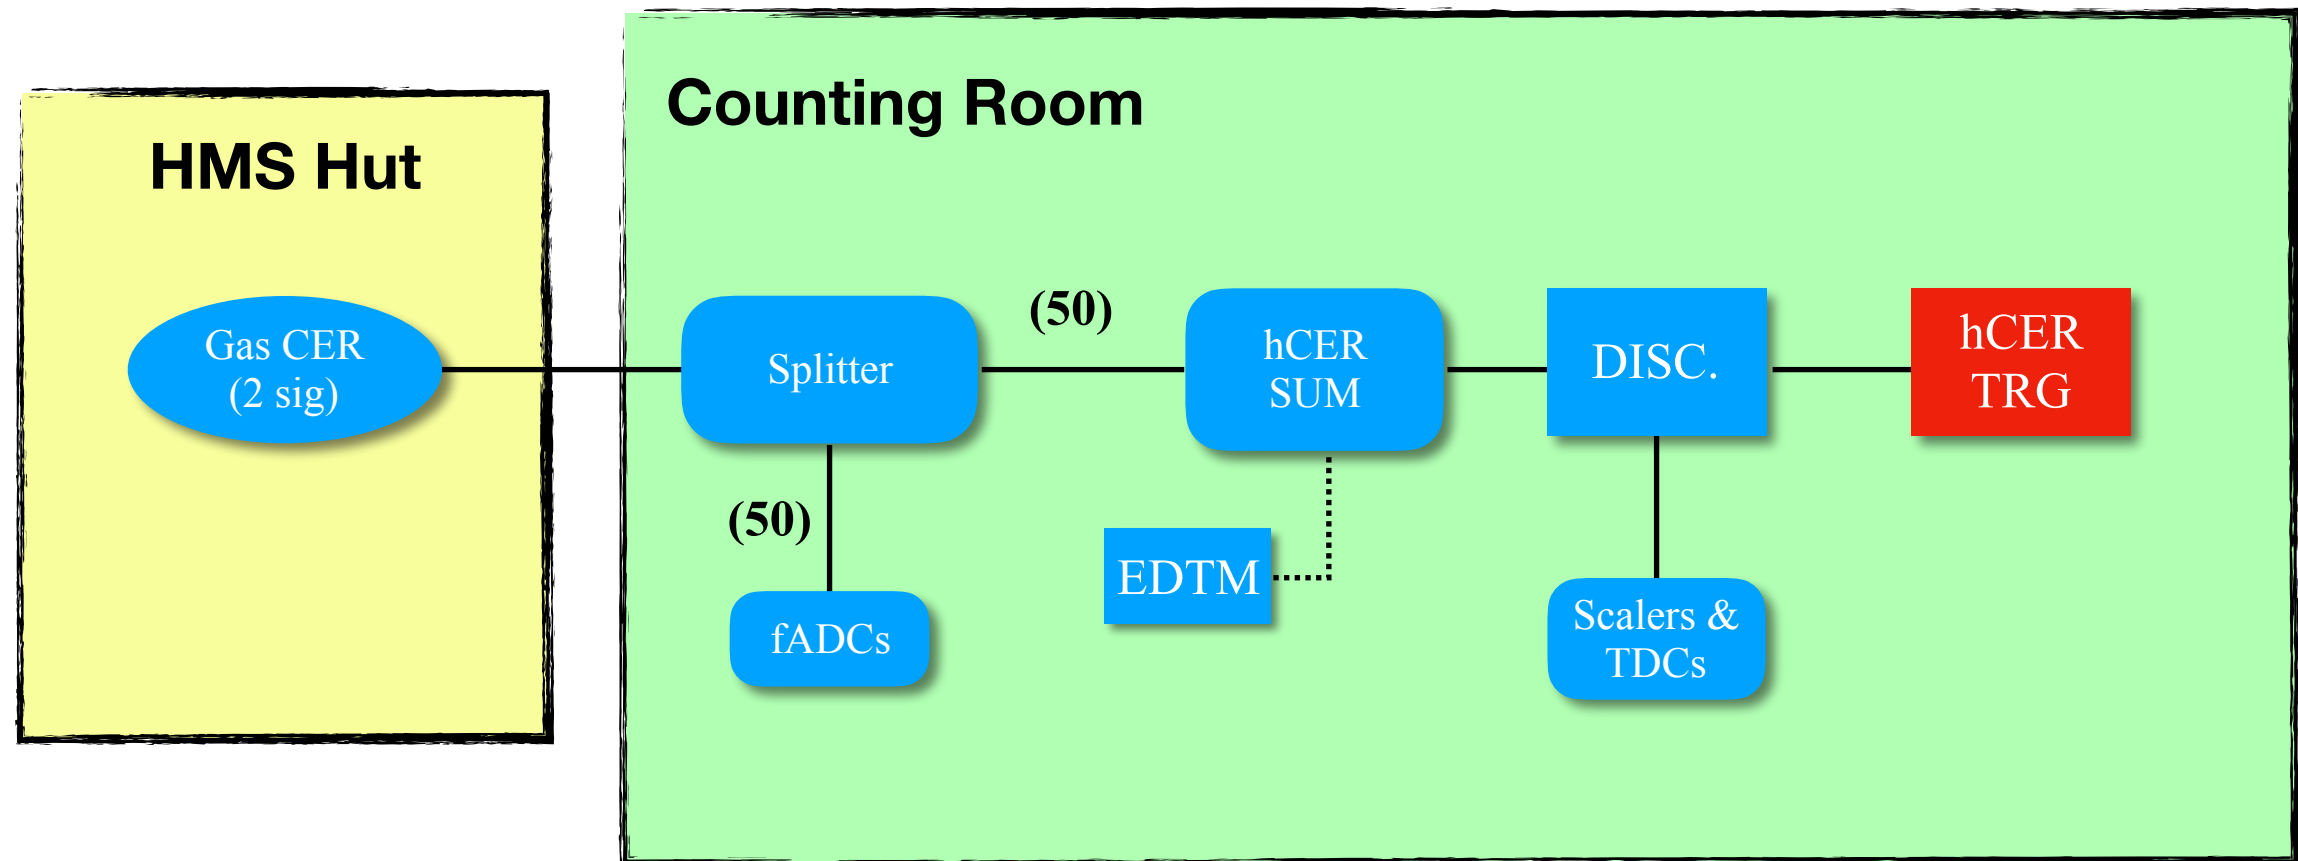 HMS Hut
Counting Room
Gas CER
(2 sig)
Splitter
(50)
hCER
SUM
DISC.
hCER
TRG
(50)
fADCs
EDTM
Scalers &
TDCs